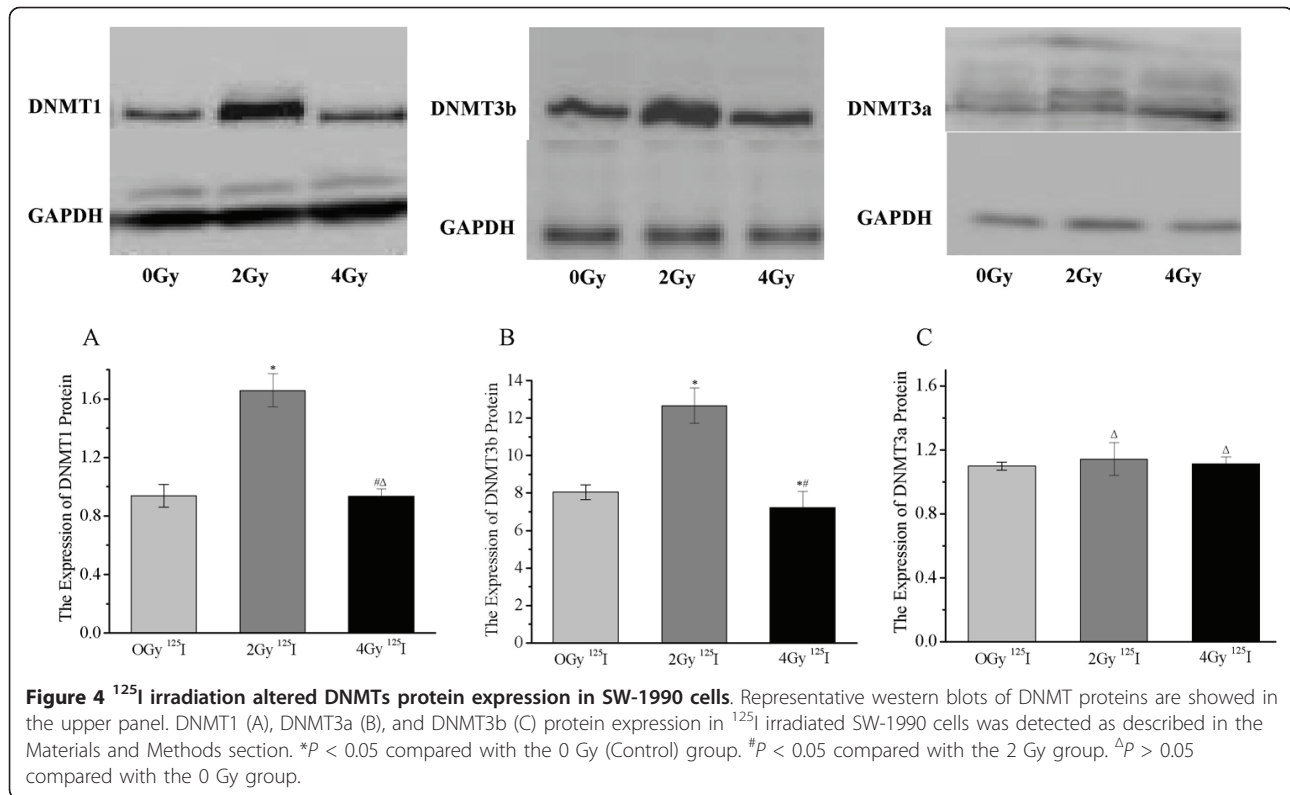 DNMT1
GAPDH
0Gy 2Gy 4Gy
DNMT3b
GAPDH
0Gy 2Gy 4Gy
DNMT3a
GAPDH
0Gy 2Gy 4Gy
A
The Expression of DNMT1 Protein
1.6
1.2
0.8
0.4
0.0
*
#Δ
OGy ¹²⁵I 2Gy ¹²⁵I 4Gy ¹²⁵I
B
The Expression of DNMT3b Protein
14
12
10
8
6
4
2
0
*
*#
OGy ¹²⁵I 2Gy ¹²⁵I 4Gy ¹²⁵I
C
The Expression of DNMT3a Protein
1.6
1.2
0.8
0.4
0.0
Δ
Δ
OGy ¹²⁵I 2Gy ¹²⁵I 4Gy ¹²⁵I
Figure 4 ¹²⁵I irradiation altered DNMTs protein expression in SW-1990 cells. Representative western blots of DNMT proteins are showed in
the upper panel. DNMT1 (A), DNMT3a (B), and DNMT3b (C) protein expression in ¹²⁵I irradiated SW-1990 cells was detected as described in the
Materials and Methods section. *P < 0.05 compared with the 0 Gy (Control) group. #P < 0.05 compared with the 2 Gy group. ΔP > 0.05
compared with the 0 Gy group.